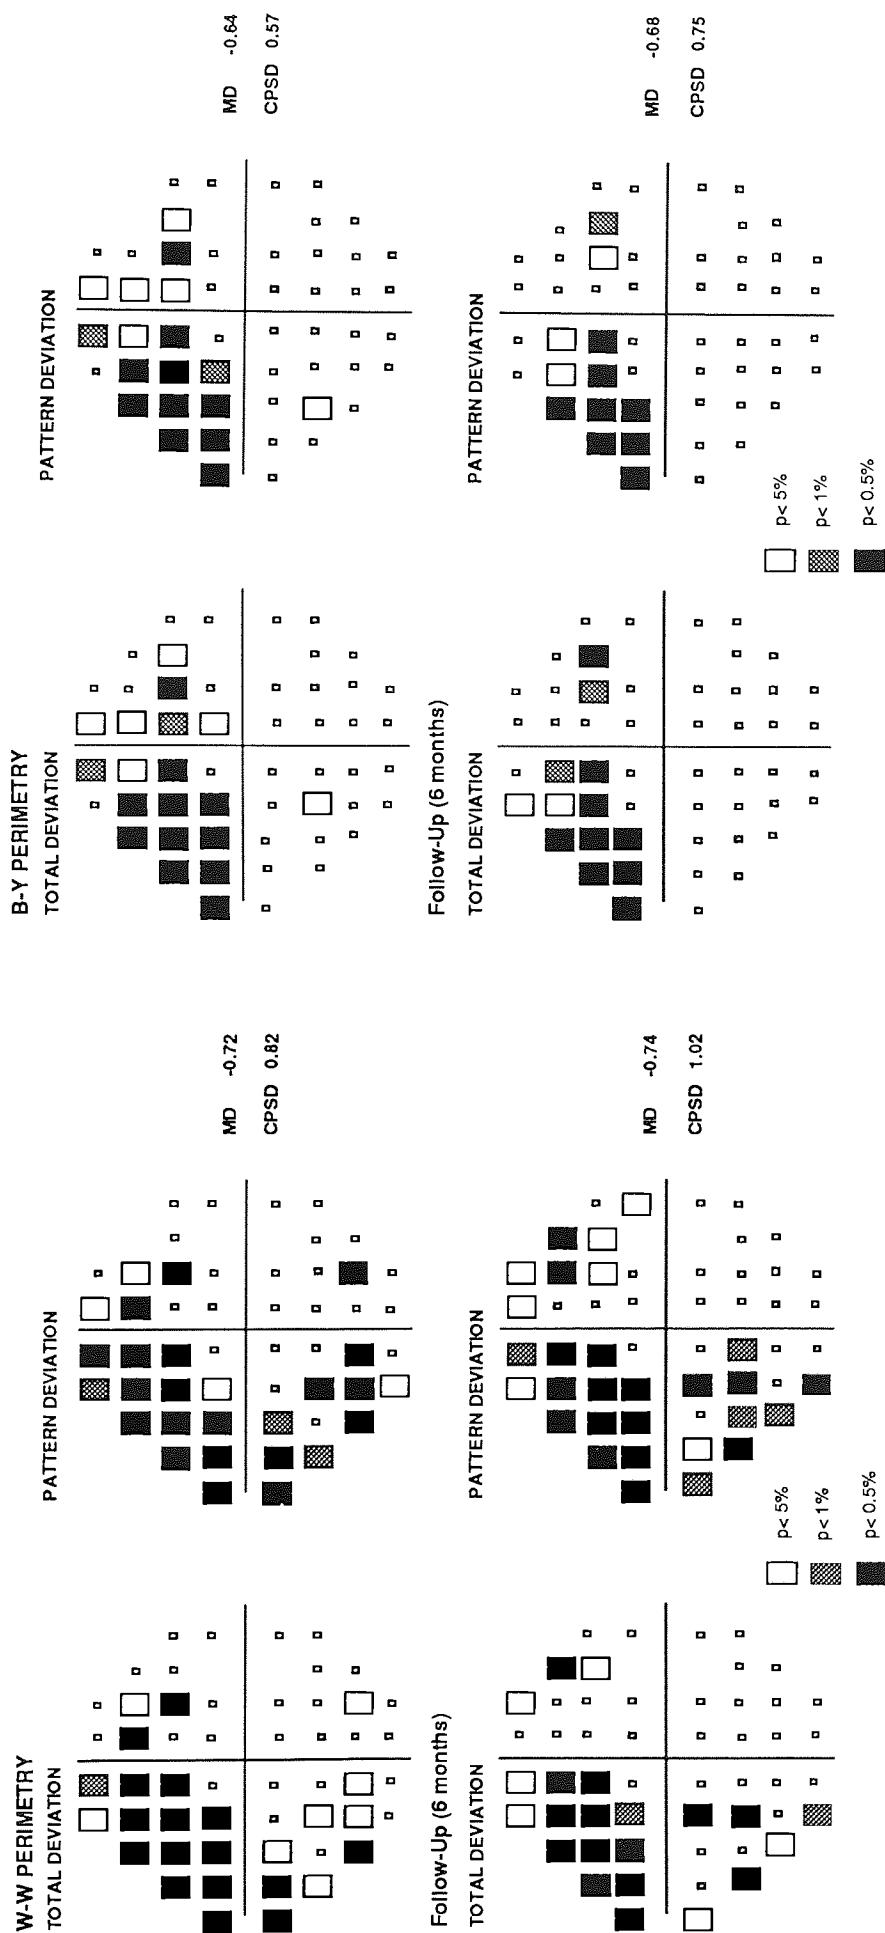 W-W PERIMETRY
TOTAL DEVIATION
PATTERN DEVIATION
MD -0.72
CPSD 0.82
Follow-Up (6 months)
TOTAL DEVIATION
PATTERN DEVIATION
MD -0.74
CPSD 1.02
p< 5%
p< 1%
p< 0.5%
B-Y PERIMETRY
TOTAL DEVIATION
PATTERN DEVIATION
MD -0.64
CPSD 0.57
Follow-Up (6 months)
TOTAL DEVIATION
PATTERN DEVIATION
MD -0.68
CPSD 0.75
p< 5%
p< 1%
p< 0.5%